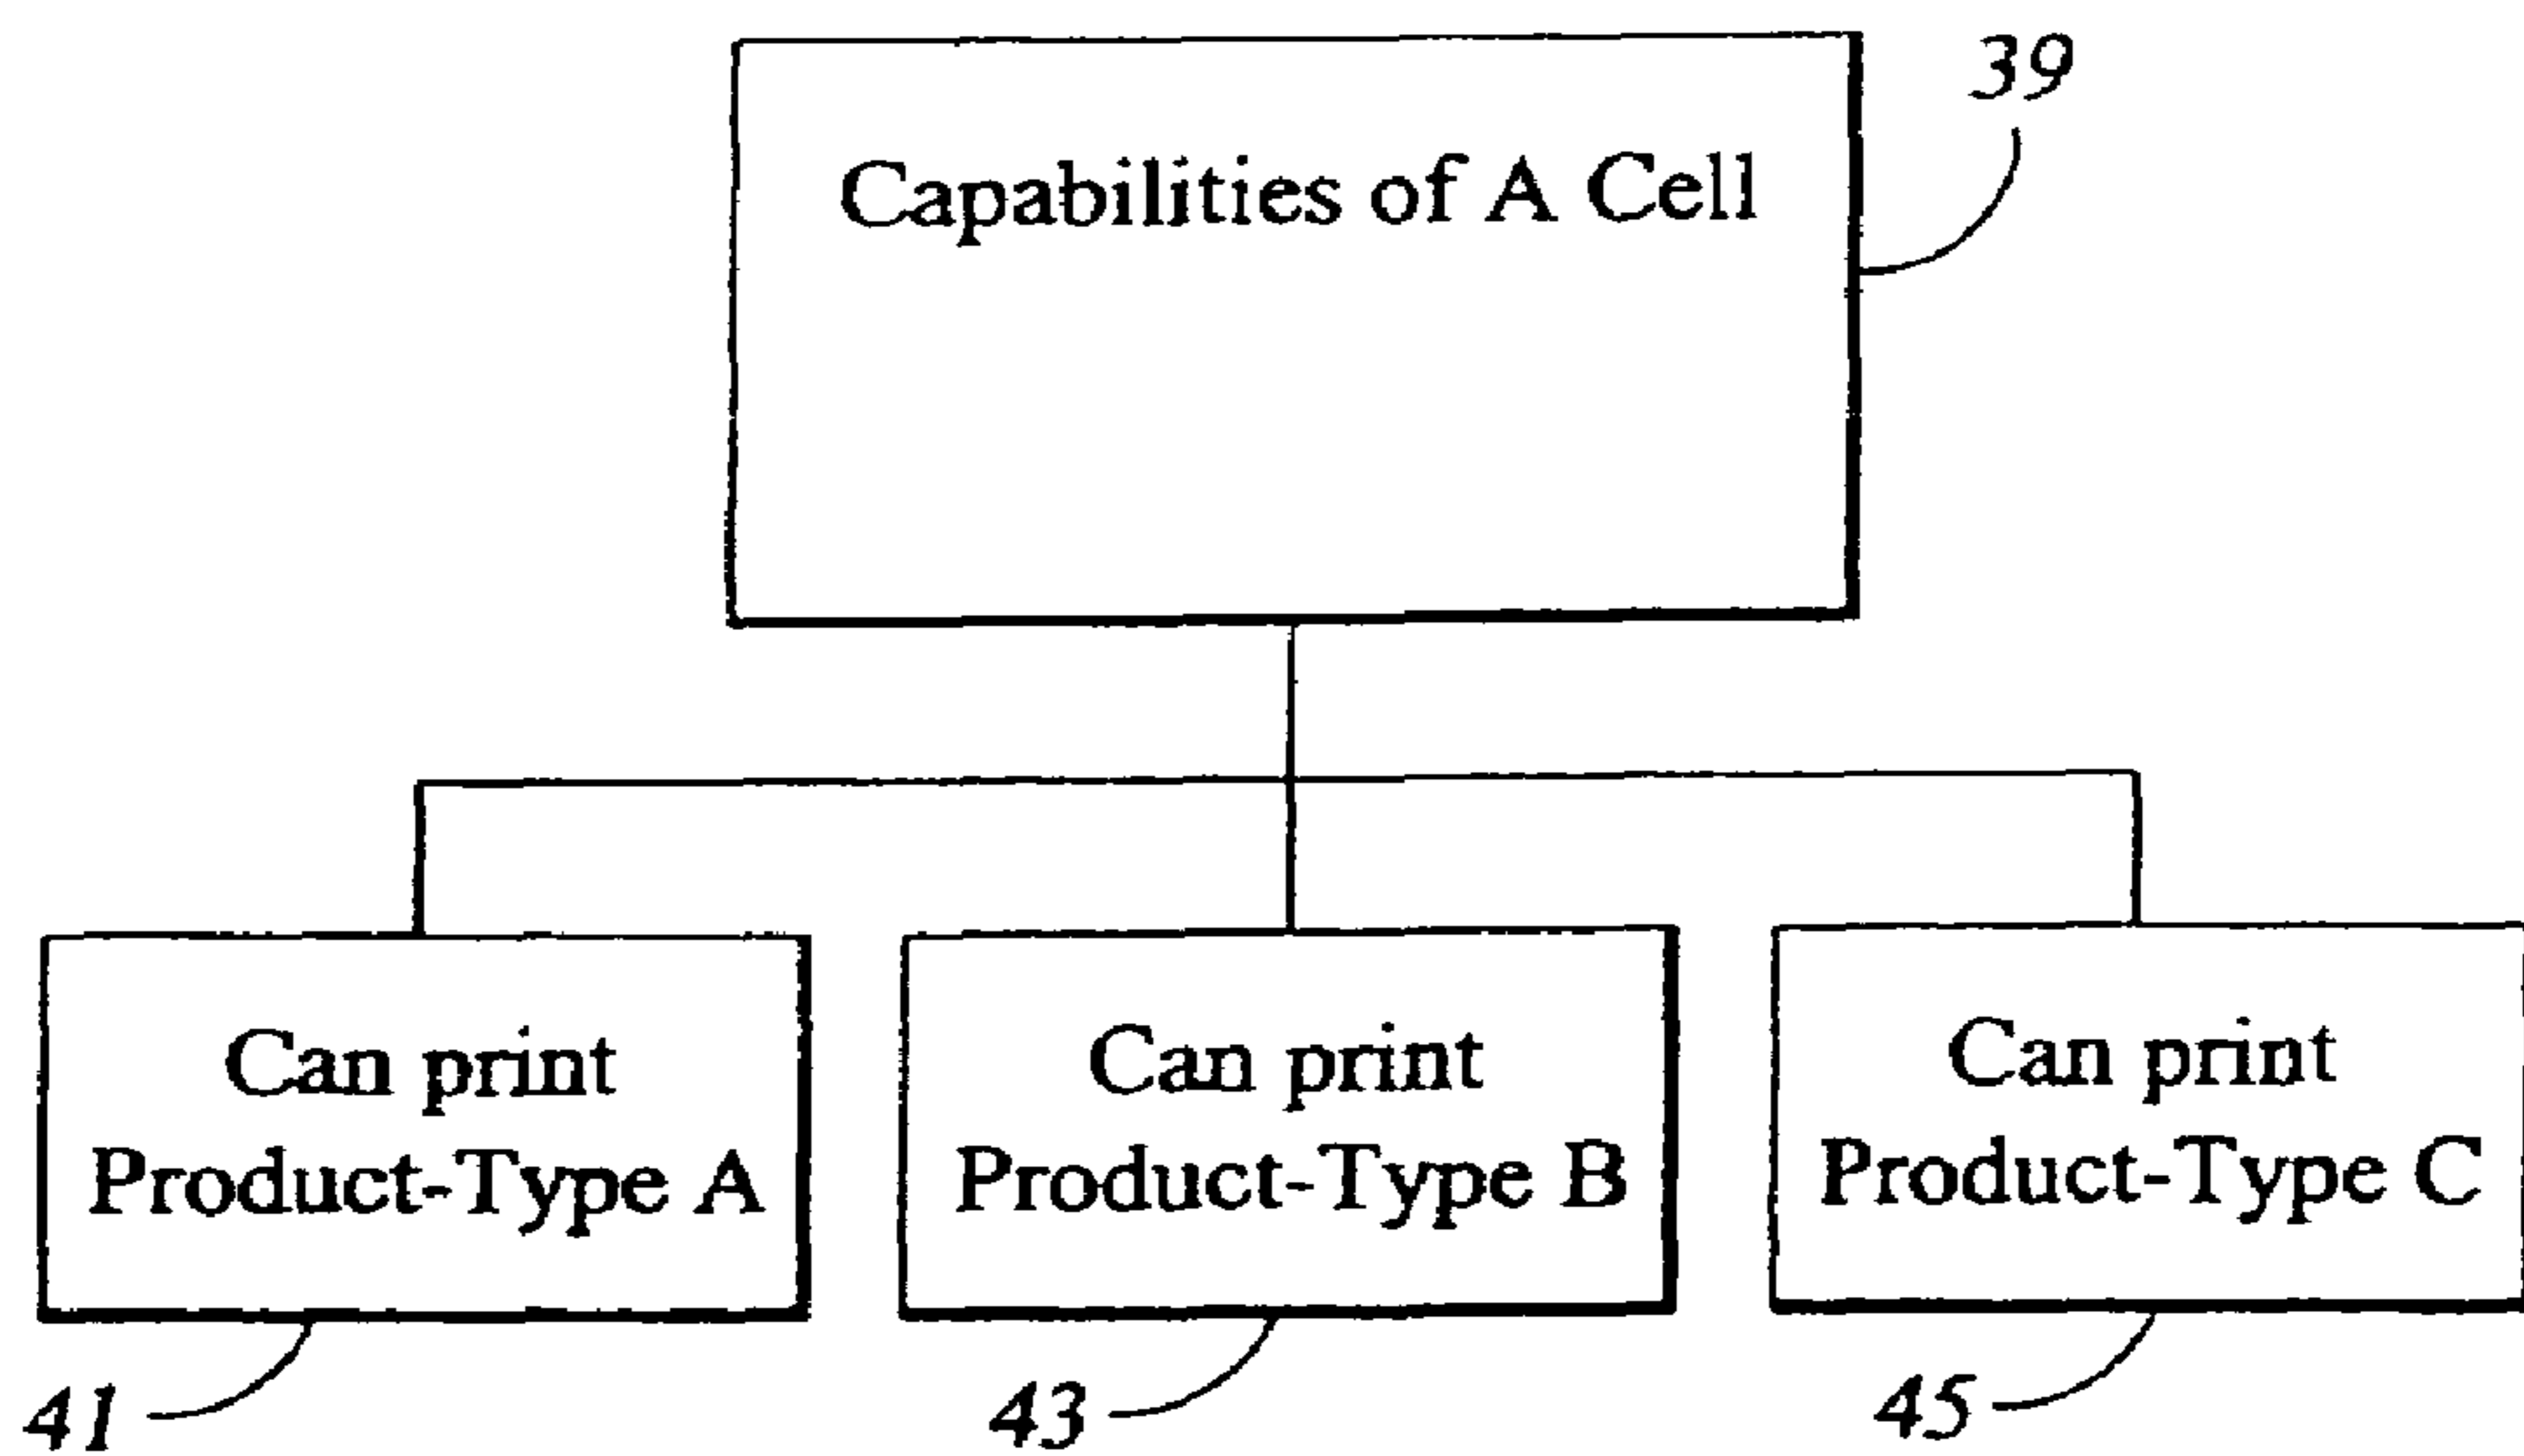 39
Capabilities of A Cell
Can print
Product-Type A
Can print
Product-Type B
Can print
Product-Type C
41
43
45